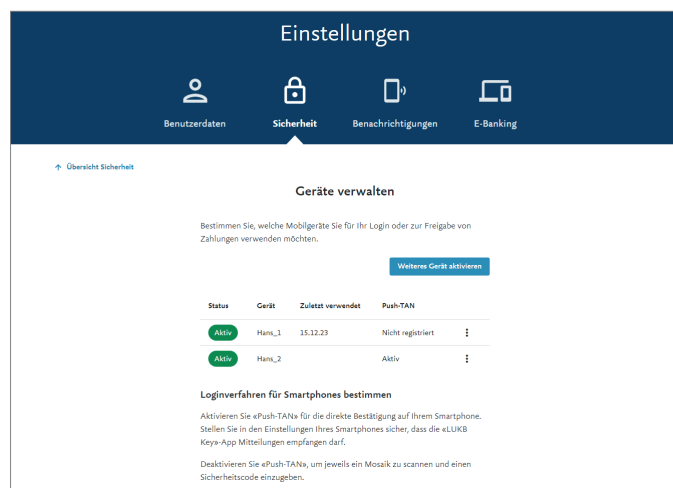 Einstellungen
Benutzerdaten Sicherheit Benachrichtigungen E-Banking
Übersicht Sicherheit
Geräte verwalten
Bestimmen Sie, welche Mobilgeräte Sie für Ihr Login oder zur Freigabe von
Zahlungen verwenden möchten.
Weiteres Gerät aktivieren
Status Gerät Zuletzt verwendet Push-TAN
Aktiv Hans_1 15.12.23 Nicht registriert
Aktiv Hans_2 Aktiv
Loginverfahren für Smartphones bestimmen
Aktivieren Sie «Push-TAN» für die direkte Bestätigung auf Ihrem Smartphone.
Stellen Sie in den Einstellungen Ihres Smartphones sicher, dass die «LUKB
Key»-App Mitteilungen empfangen darf.
Deaktivieren Sie «Push-TAN», um jeweils ein Mosaik zu scannen und einen
Sicherheitscode einzugeben.